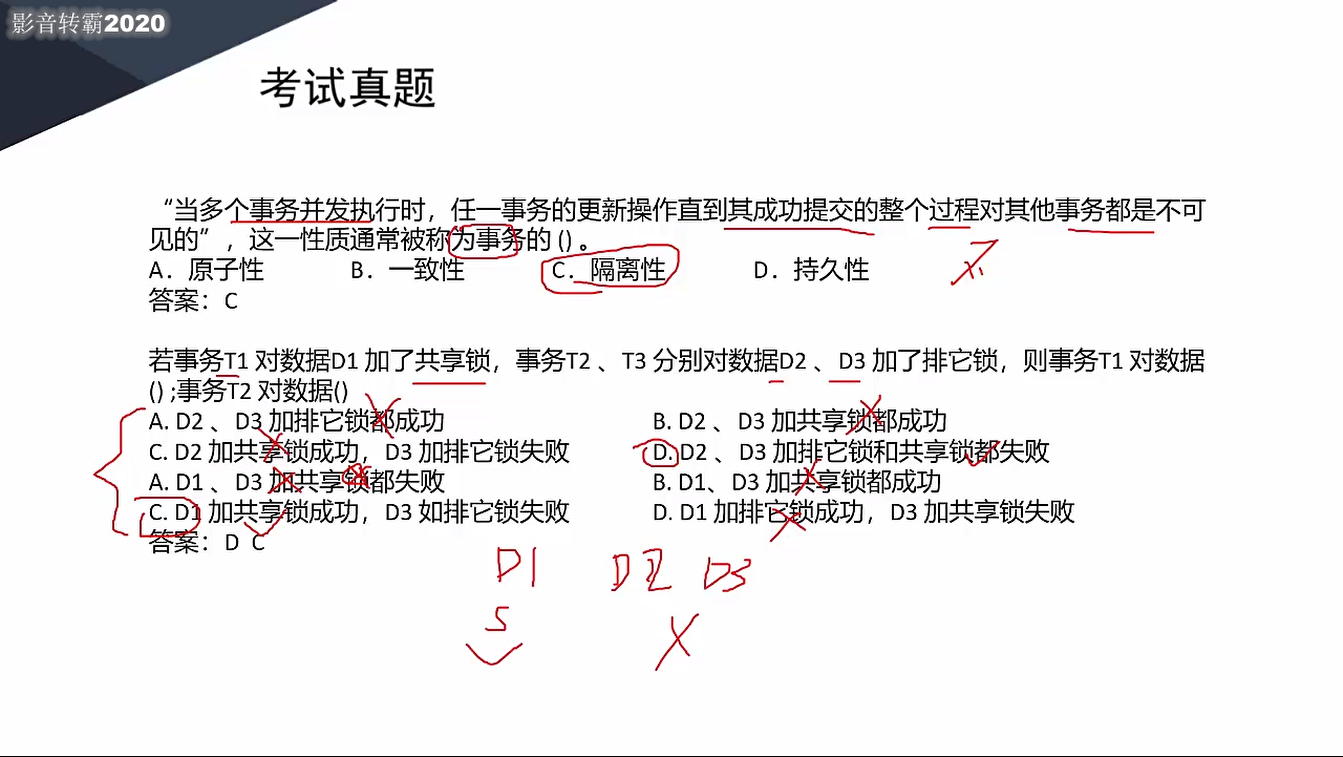 影音转霸2020
考试真题
“当多个事务并发执行时，任一事务的更新操作直到其成功提交的整个过程对其他事务都是不可
见的”，这一性质通常被称为事务的 () 。
A．原子性 B．一致性 C．隔离性 D．持久性
答案：C
若事务T1 对数据D1 加了共享锁，事务T2 、T3 分别对数据D2 、D3 加了排它锁，则事务T1 对数据
() ;事务T2 对数据()
A. D2 、D3 加排它锁都成功 B. D2 、D3 加共享锁都成功
C. D2 加共享锁成功，D3 加排它锁失败 D. D2 、D3 加排它锁和共享锁都失败
A. D1 、D3 加共享锁都失败 B. D1、D3 加共享锁都成功
C. D1 加共享锁成功，D3 如排它锁失败 D. D1 加排它锁成功，D3 加共享锁失败
答案：D C
D1 D2 D3
S X